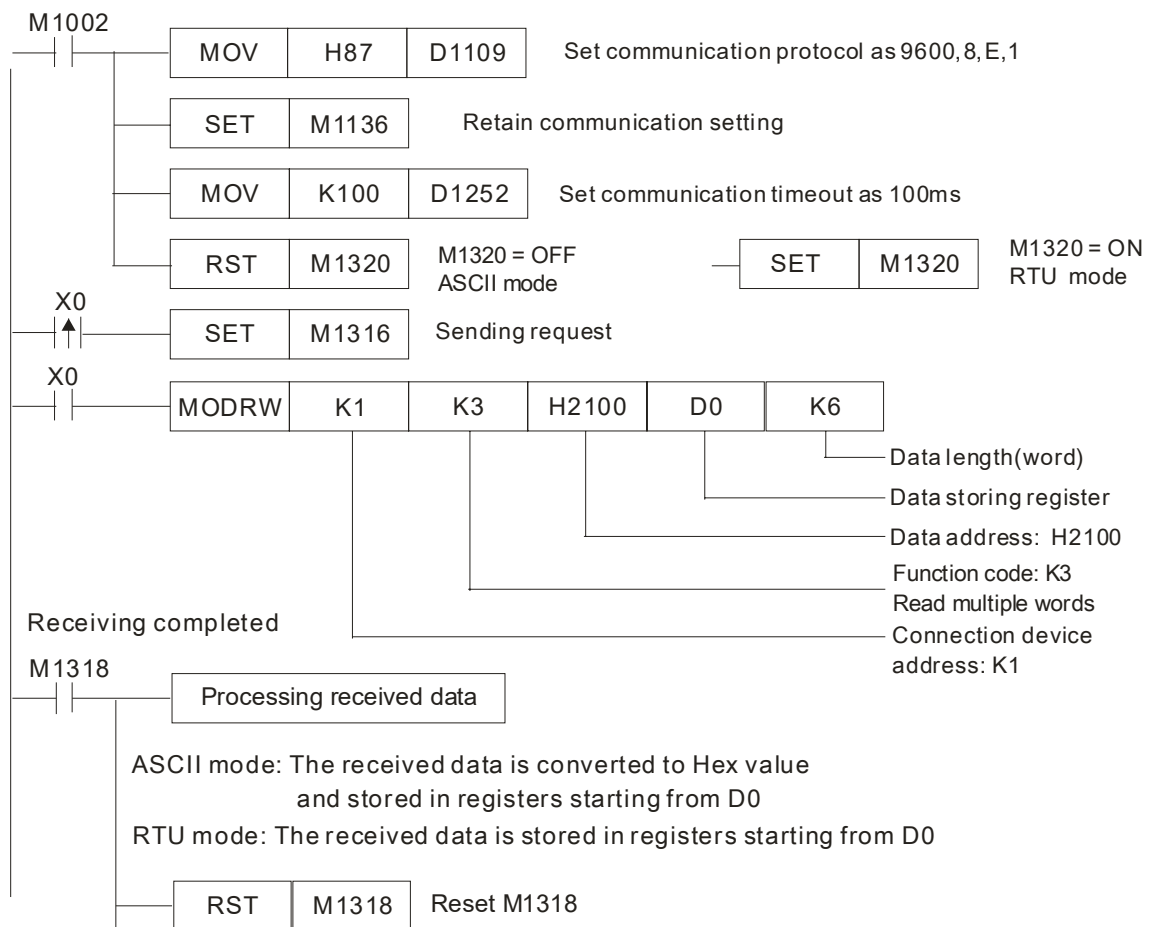 M1002
MOV H87 D1109 Set communication protocol as 9600,8,E,1
SET M1136 Retain communication setting
MOV K100 D1252 Set communication timeout as 100ms
RST M1320 M1320 = OFF
ASCII mode
SET M1320 M1320 = ON
RTU mode
X0
SET M1316 Sending request
X0
MODRW K1 K3 H2100 D0 K6
Data length(word)
Data storing register
Data address: H2100
Function code: K3
Read multiple words
Connection device
address: K1
Receiving completed
M1318
Processing received data
ASCII mode: The received data is converted to Hex value
and stored in registers starting from D0
RTU mode: The received data is stored in registers starting from D0
RST M1318 Reset M1318